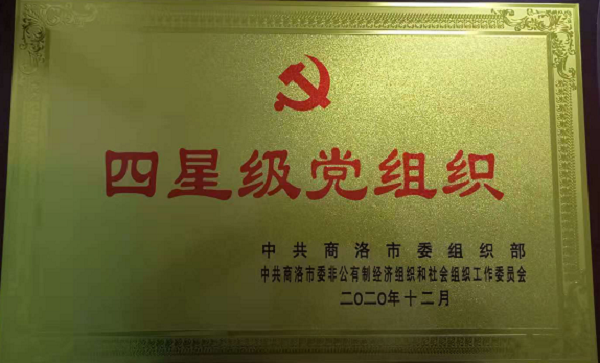 四星级党组织
中共商洛市委组织部
中共商洛市委非公有制经济组织和社会组织工作委员会
二〇二〇年十二月